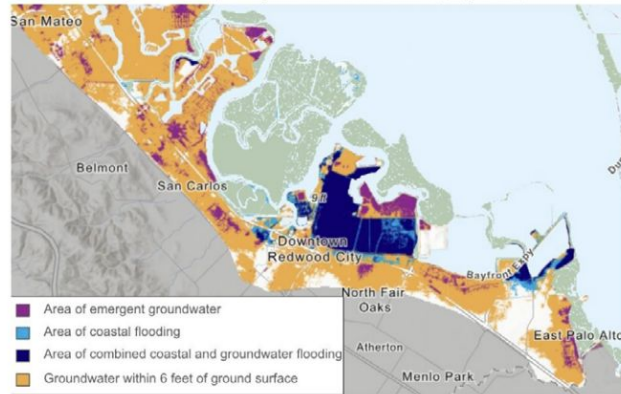 San Mateo
Belmont
San Carlos
Downtown
Redwood City
Bayfront Expy
North Fair
Oaks
East Palo Alto
Atherton
Menlo Park
Area of emergent groundwater
Area of coastal flooding
Area of combined coastal and groundwater flooding
Groundwater within 6 feet of ground surface